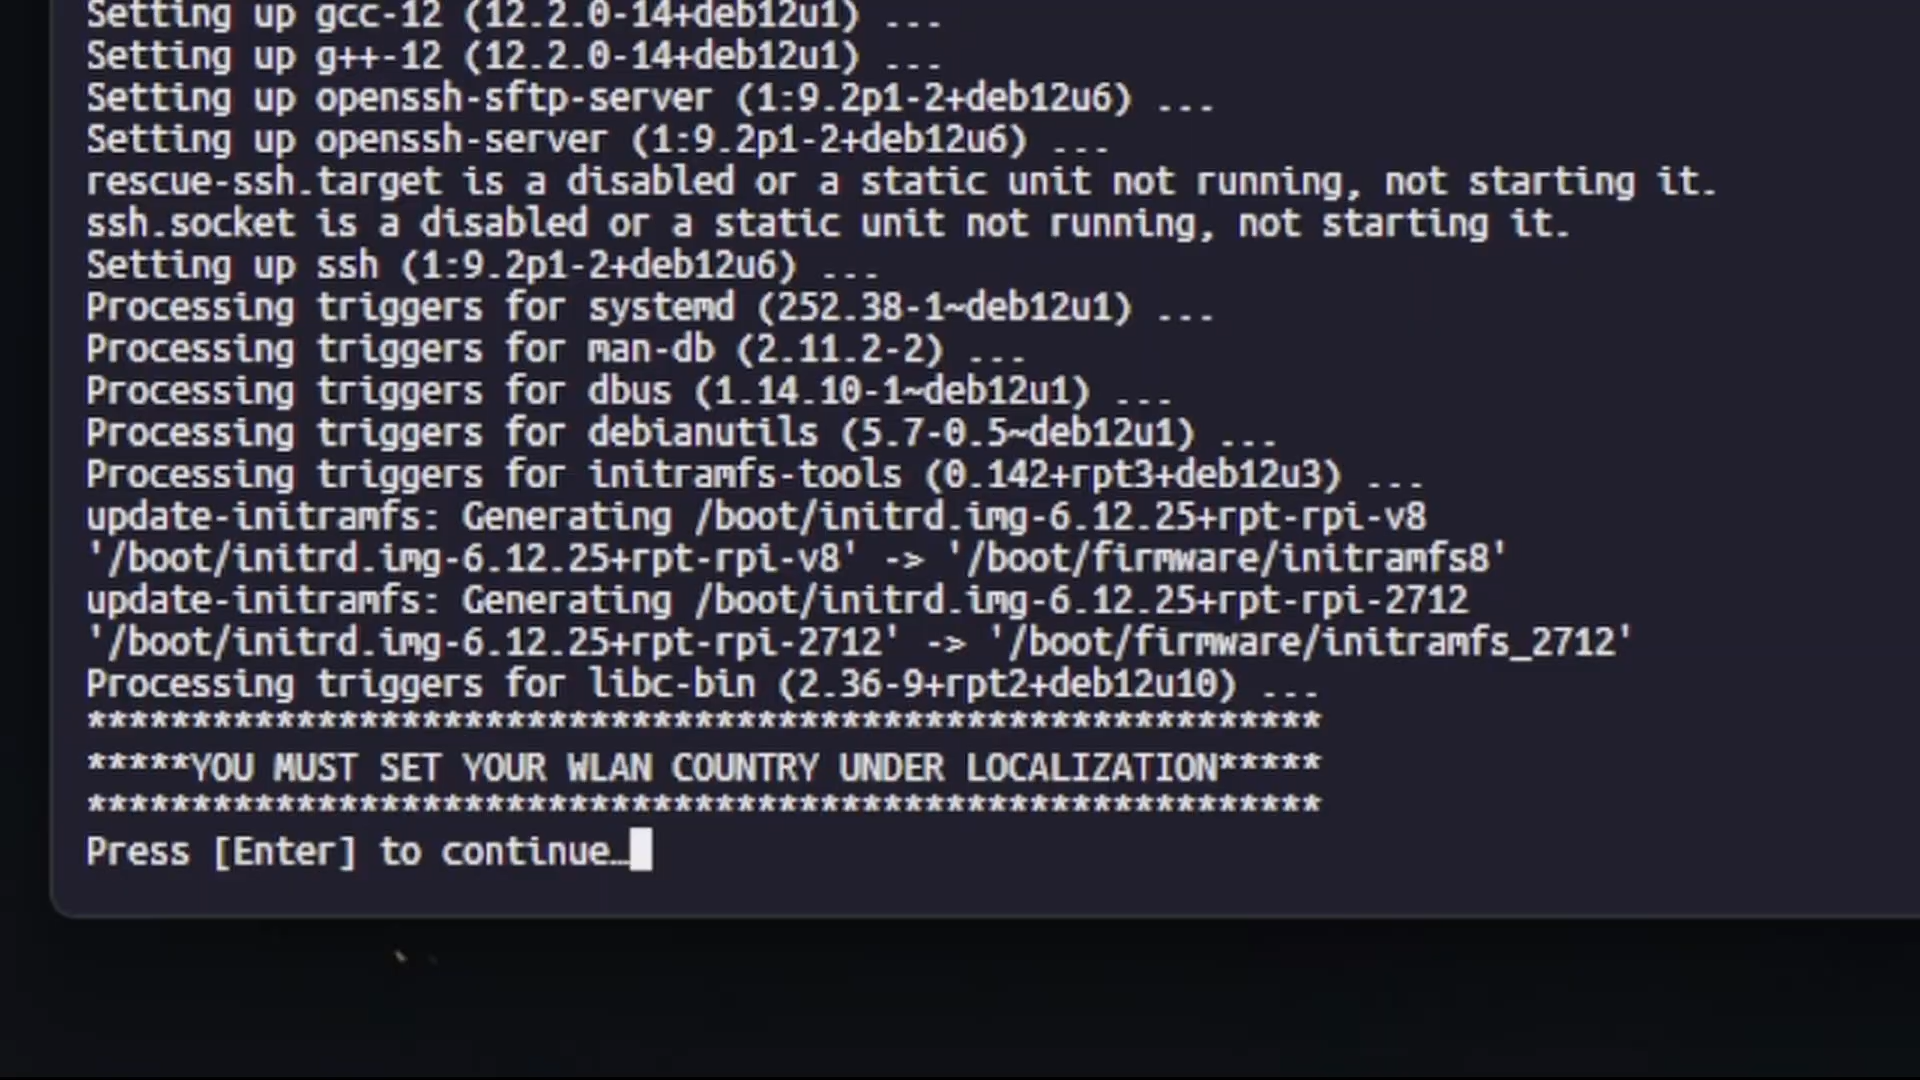 Setting up gcc-12 (12.2.0-14+deb12u1) ...
Setting up g++-12 (12.2.0-14+deb12u1) ...
Setting up openssh-sftp-server (1:9.2p1-2+deb12u6) ...
Setting up openssh-server (1:9.2p1-2+deb12u6) ...
rescue-ssh.target is a disabled or a static unit not running, not starting it.
ssh.socket is a disabled or a static unit not running, not starting it.
Setting up ssh (1:9.2p1-2+deb12u6) ...
Processing triggers for systemd (252.38-1~deb12u1) ...
Processing triggers for man-db (2.11.2-2) ...
Processing triggers for dbus (1.14.10-1~deb12u1) ...
Processing triggers for debianutils (5.7-0.5~deb12u1) ...
Processing triggers for initramfs-tools (0.142+rpt3+deb12u3) ...
update-initramfs: Generating /boot/initrd.img-6.12.25+rpt-rpi-v8
'/boot/initrd.img-6.12.25+rpt-rpi-v8' -> '/boot/firmware/initramfs8'
update-initramfs: Generating /boot/initrd.img-6.12.25+rpt-rpi-2712
'/boot/initrd.img-6.12.25+rpt-rpi-2712' -> '/boot/firmware/initramfs_2712'
Processing triggers for libc-bin (2.36-9+rpt2+deb12u10) ...
***********************************************************
*****YOU MUST SET YOUR WLAN COUNTRY UNDER LOCALIZATION*****
***********************************************************
Press [Enter] to continue…